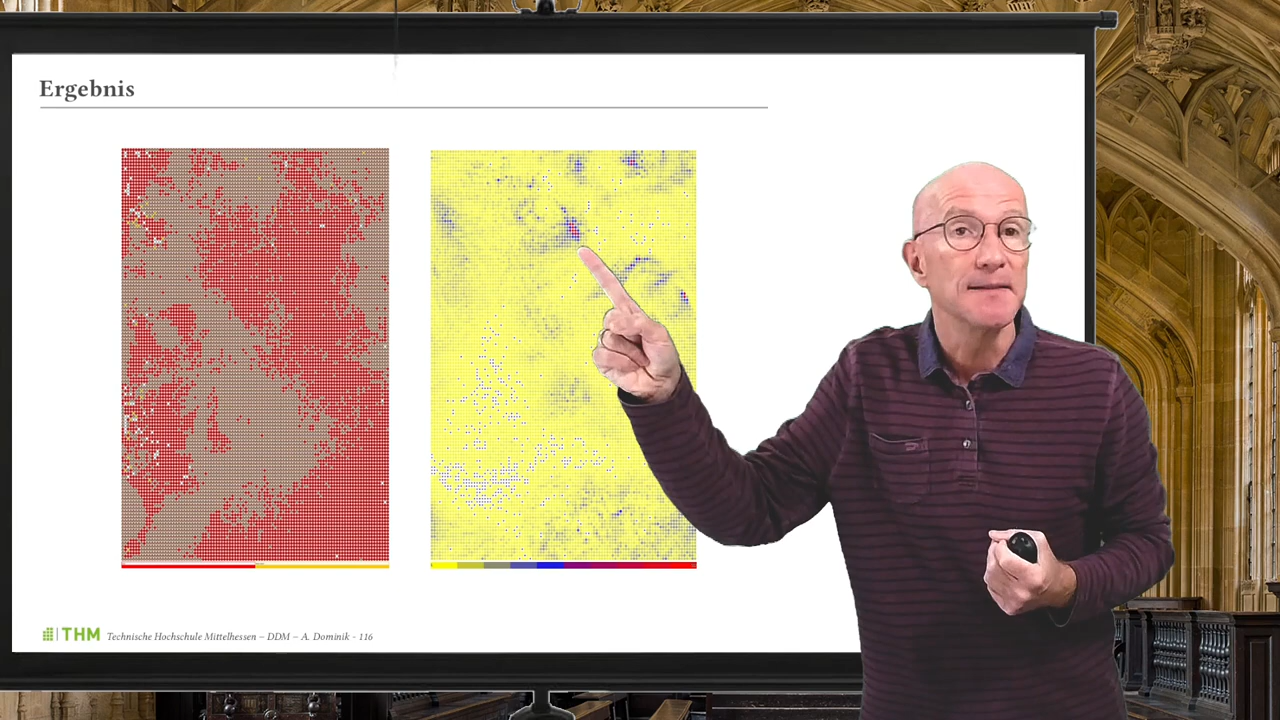 Ergebnis
THM Technische Hochschule Mittelhessen – DDM – A. Dominik - 116